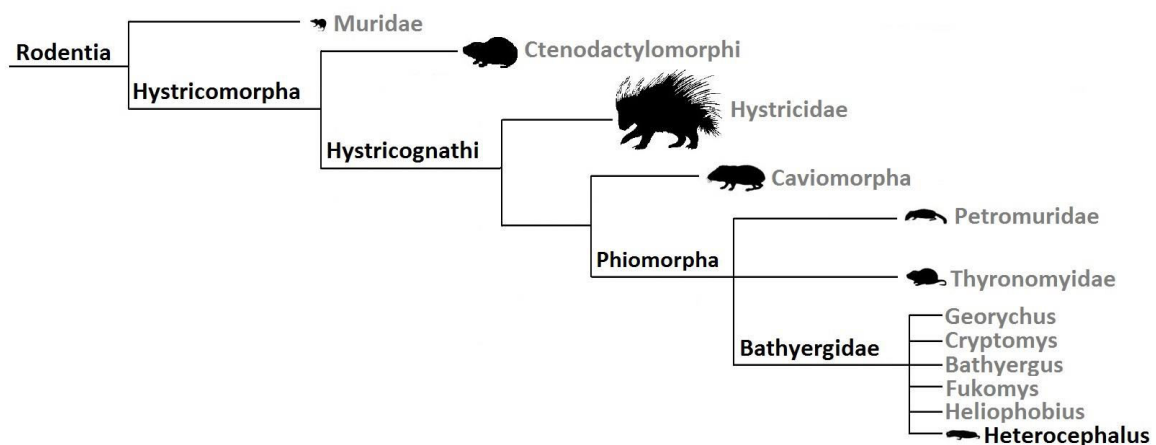 Muridae
Rodentia
Ctenodactylomorphi
Hystricomorpha
Hystricidae
Hystricognathi
Caviomorpha
Petromuridae
Phiomorpha
Thyronomyidae
Georychus
Cryptomys
Bathyergidae
Bathyergus
Fukomys
Heliophobius
Heterocephalus